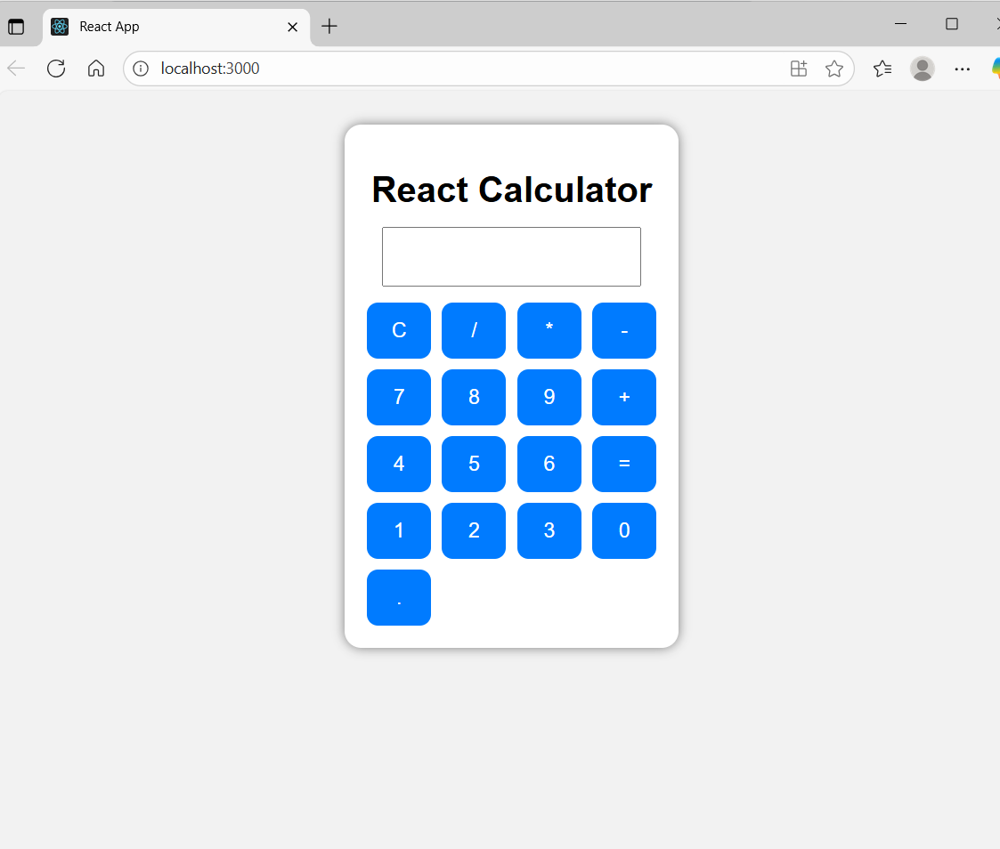 React App
localhost:3000
React Calculator
C / * -
7 8 9 +
4 5 6 =
1 2 3 0
.